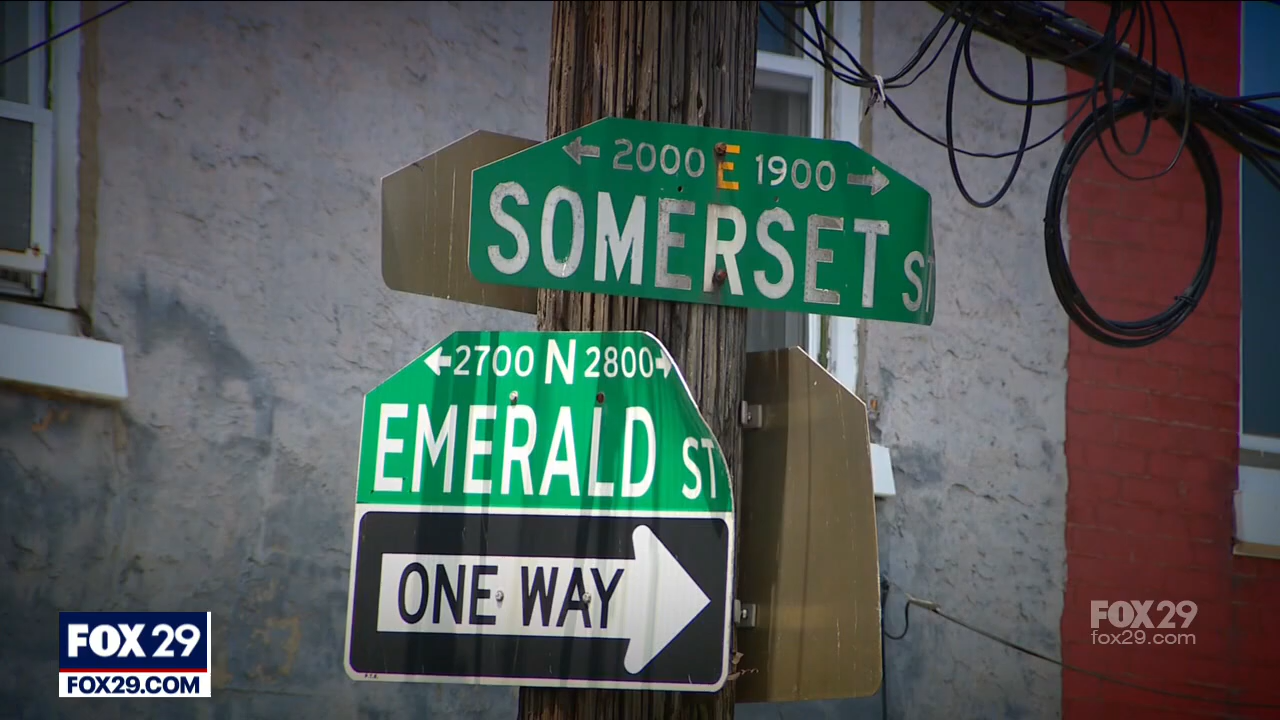 ← 2000 E 1900 →
SOMERSET ST
← 2700 N 2800 →
EMERALD ST
ONE WAY
FOX 29
FOX29.COM
FOX29
fox29.com